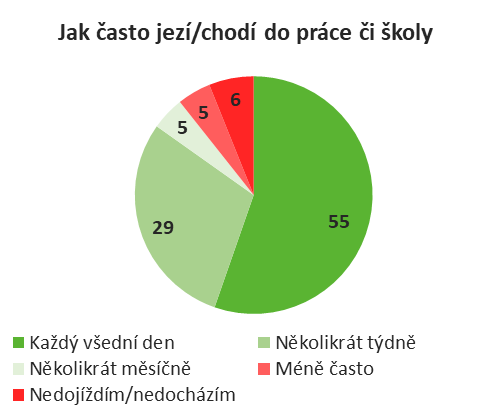 Jak často jezí/chodí do práce či školy
6
5
5
55
29
Každý všední den
Několikrát týdně
Několikrát měsíčně
Méně často
Nedojíždím/nedocházím